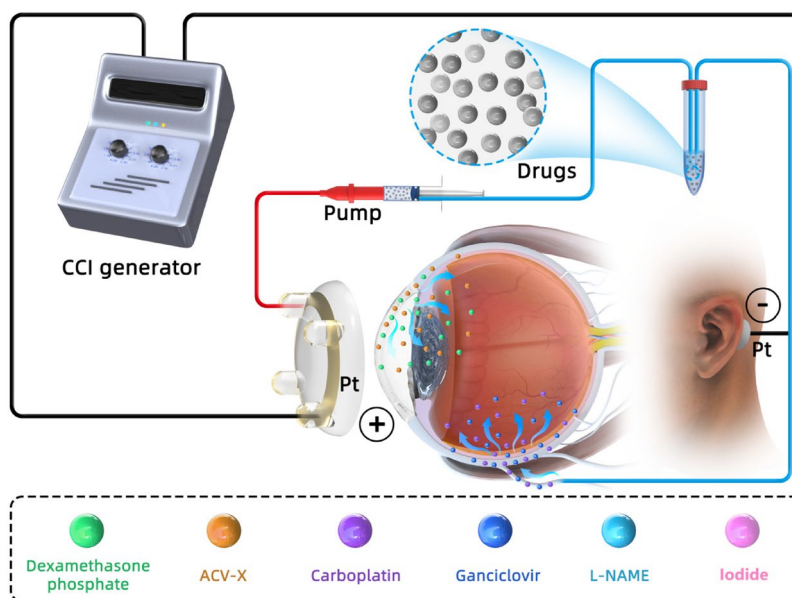 Drugs
Pump
CCI generator
Pt
+
−
Pt
Dexamethasone
phosphate
ACV-X
Carboplatin
Ganciclovir
L-NAME
Iodide